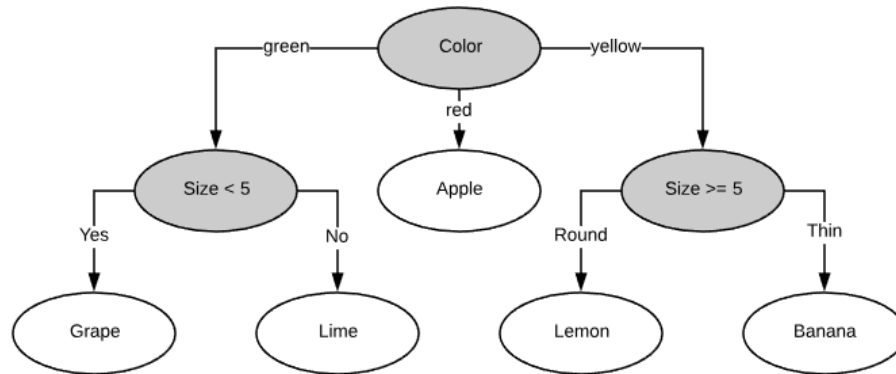 green
Color
yellow
red
Size < 5
Apple
Size >= 5
Yes
No
Round
Thin
Grape
Lime
Lemon
Banana